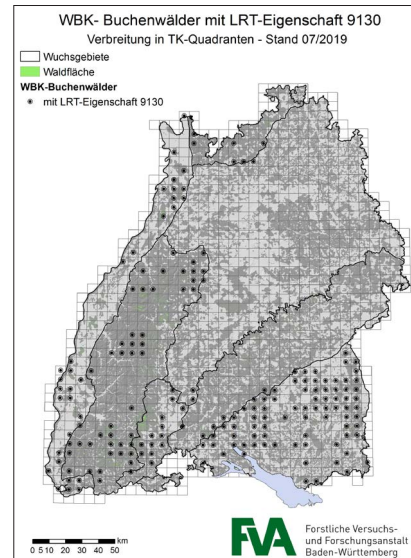 WBK- Buchenwälder mit LRT-Eigenschaft 9130
Verbreitung in TK-Quadranten - Stand 07/2019
Wuchsgebiete
Waldfläche
WBK-Buchenwälder
mit LRT-Eigenschaft 9130
km
0 5 10 20 30 40 50
FVA
Forstliche Versuchs-
und Forschungsanstalt
Baden-Württemberg